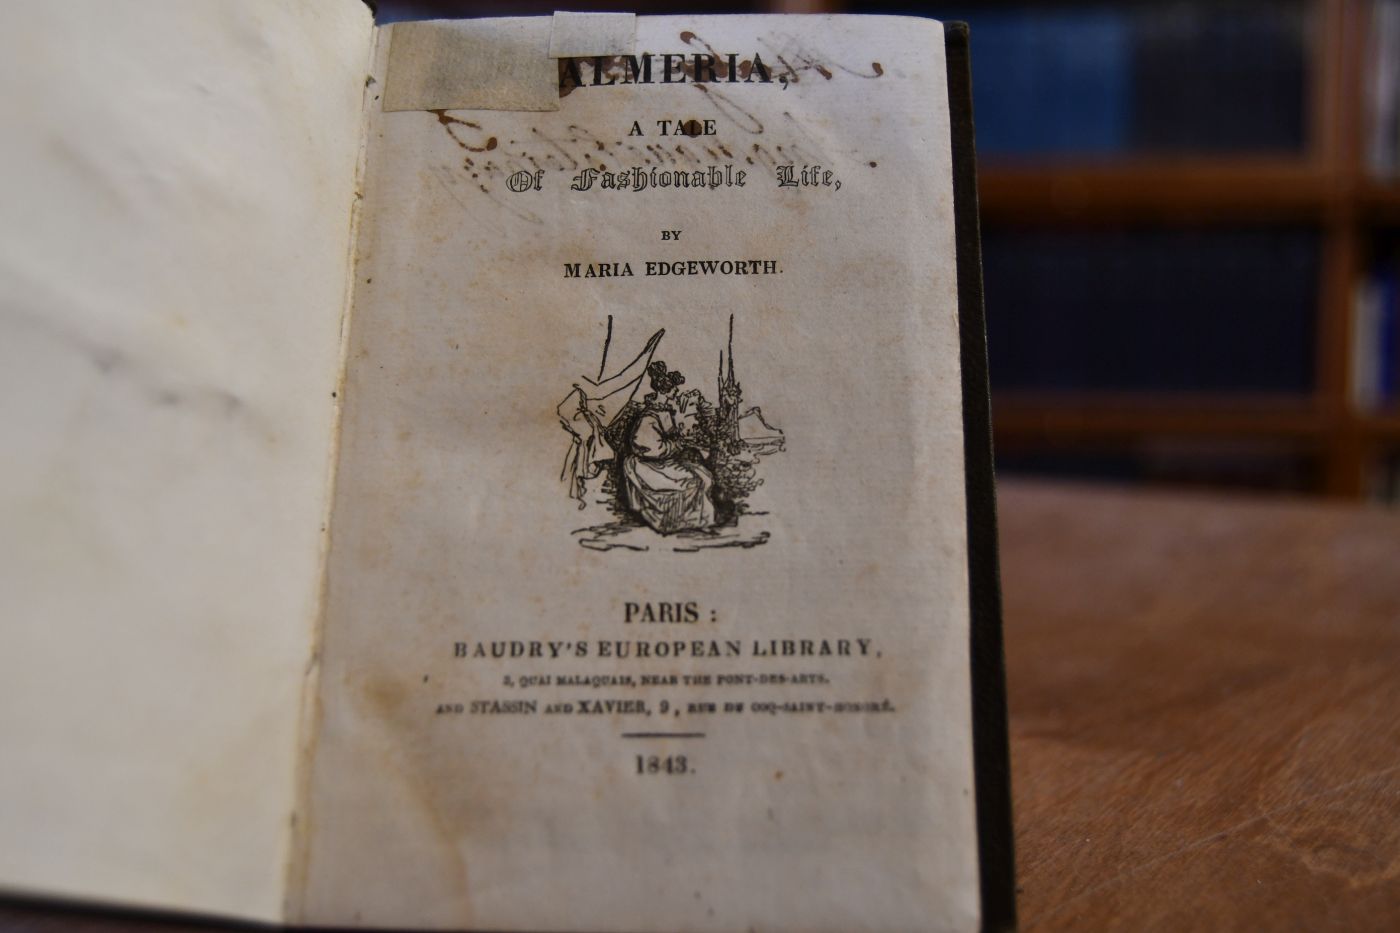 ALMERIA,
A TALE
Of Fashionable Life,
BY
MARIA EDGEWORTH.
PARIS :
BAUDRY'S EUROPEAN LIBRARY,
3, QUAI MALAQUAIS, NEAR THE PONT-DES-ARTS.
AND STASSIN AND XAVIER, 9, RUE DU COQ-SAINT-HONORÉ.
1843.